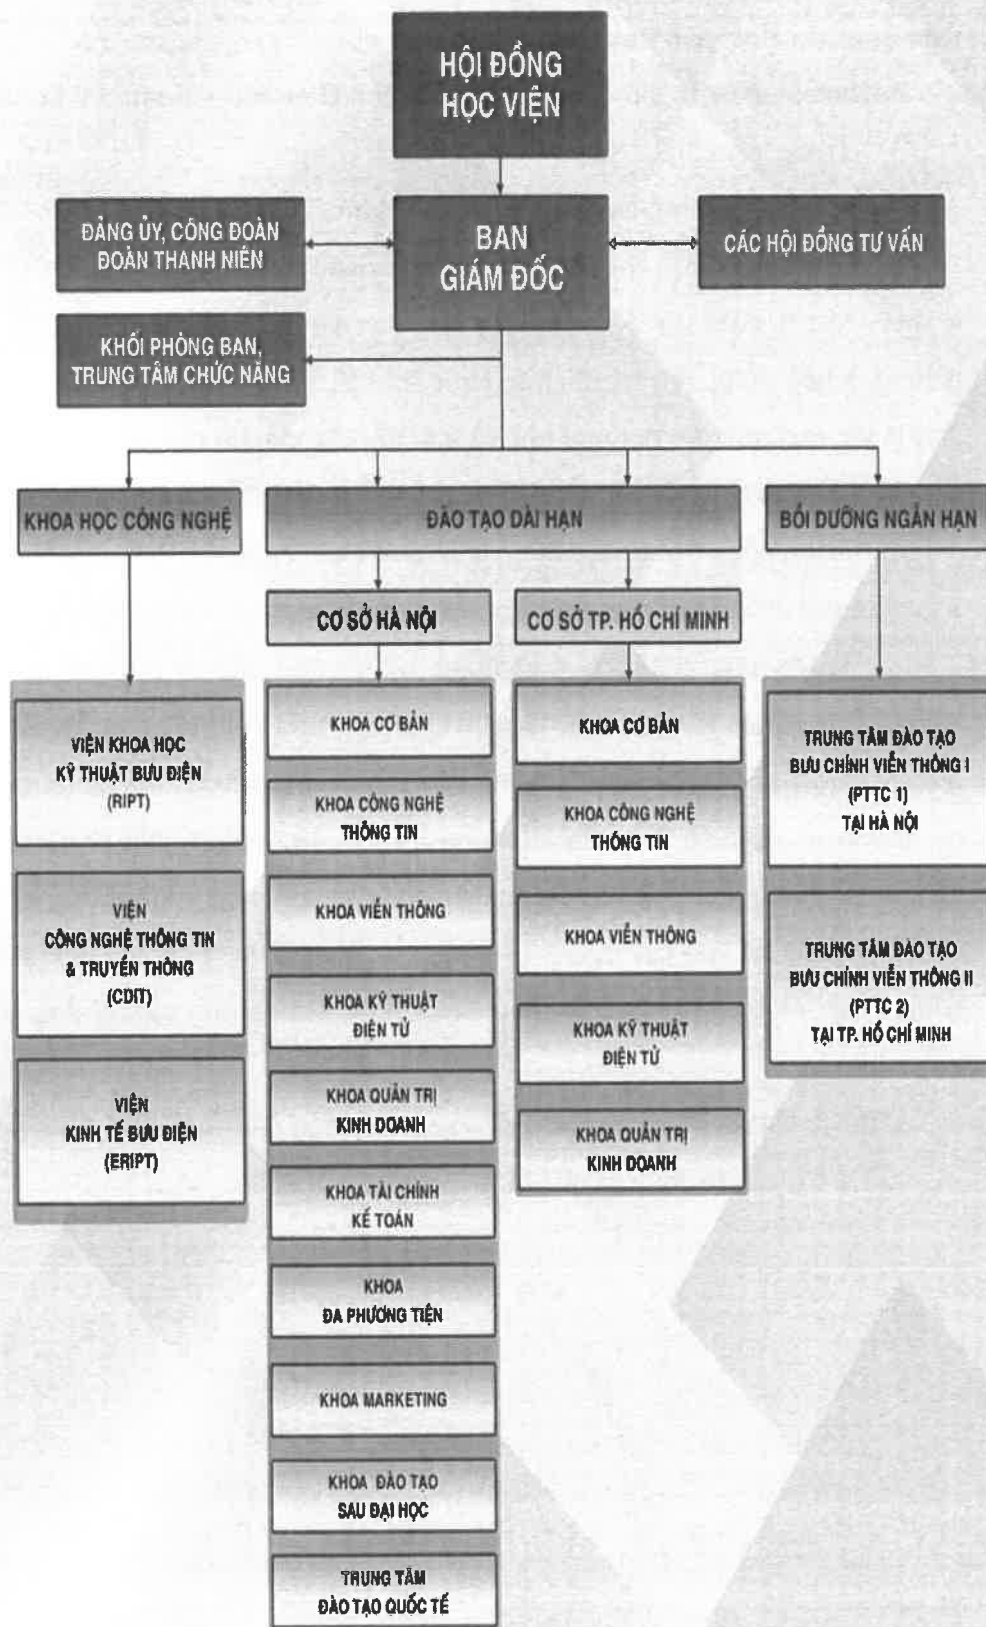 HỘI ĐỒNG
HỌC VIỆN
ĐẢNG ỦY, CÔNG ĐOÀN
ĐOÀN THANH NIÊN
BAN
GIÁM ĐỐC
CÁC HỘI ĐỒNG TƯ VẤN
KHỐI PHÒNG BAN,
TRUNG TÂM CHỨC NĂNG
KHOA HỌC CÔNG NGHỆ
ĐÀO TẠO DÀI HẠN
BỒI DƯỠNG NGẮN HẠN
CƠ SỞ HÀ NỘI
CƠ SỞ TP. HỒ CHÍ MINH
VIỆN KHOA HỌC
KỸ THUẬT BƯU ĐIỆN
(RIPT)
VIỆN
CÔNG NGHỆ THÔNG TIN
& TRUYỀN THÔNG
(CDIT)
VIỆN
KINH TẾ BƯU ĐIỆN
(ERIPT)
KHOA CƠ BẢN
KHOA CÔNG NGHỆ
THÔNG TIN
KHOA VIỄN THÔNG
KHOA KỸ THUẬT
ĐIỆN TỬ
KHOA QUẢN TRỊ
KINH DOANH
KHOA TÀI CHÍNH
KẾ TOÁN
KHOA
ĐA PHƯƠNG TIỆN
KHOA MARKETING
KHOA ĐÀO TẠO
SAU ĐẠI HỌC
TRUNG TÂM
ĐÀO TẠO QUỐC TẾ
KHOA CƠ BẢN
KHOA CÔNG NGHỆ
THÔNG TIN
KHOA VIỄN THÔNG
KHOA KỸ THUẬT
ĐIỆN TỬ
KHOA QUẢN TRỊ
KINH DOANH
TRUNG TÂM ĐÀO TẠO
BƯU CHÍNH VIỄN THÔNG I
(PTTC 1)
TẠI HÀ NỘI
TRUNG TÂM ĐÀO TẠO
BƯU CHÍNH VIỄN THÔNG II
(PTTC 2)
TẠI TP. HỒ CHÍ MINH